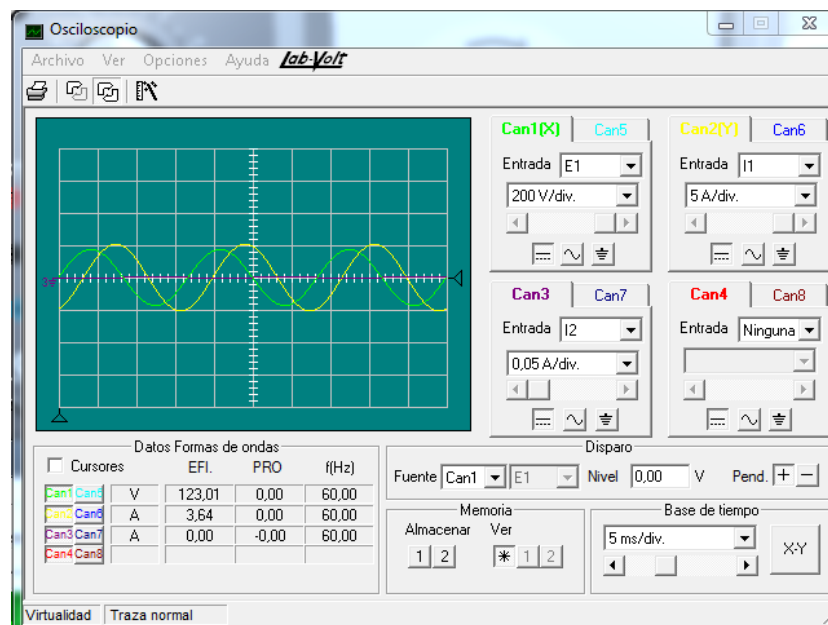 Osciloscopio
Archivo Ver Opciones Ayuda Lab-Volt
Can1(X) Can5 Can2(Y) Can6
Entrada E1 Entrada I1
200 V/div. 5 A/div.
Can3 Can7 Can4 Can8
Entrada I2 Entrada Ninguna
0,05 A/div.
3
Datos Formas de ondas
Cursores EFI. PRO f(Hz)
Can1 Can5 V 123,01 0,00 60,00
Can2 Can6 A 3,64 0,00 60,00
Can3 Can7 A 0,00 -0,00 60,00
Can4 Can8
Disparo
Fuente Can1 E1 Nivel 0,00 V Pend. + −
Memoria
Almacenar Ver
1 2 * 1 2
Base de tiempo
5 ms/div.
X-Y
Virtualidad Traza normal